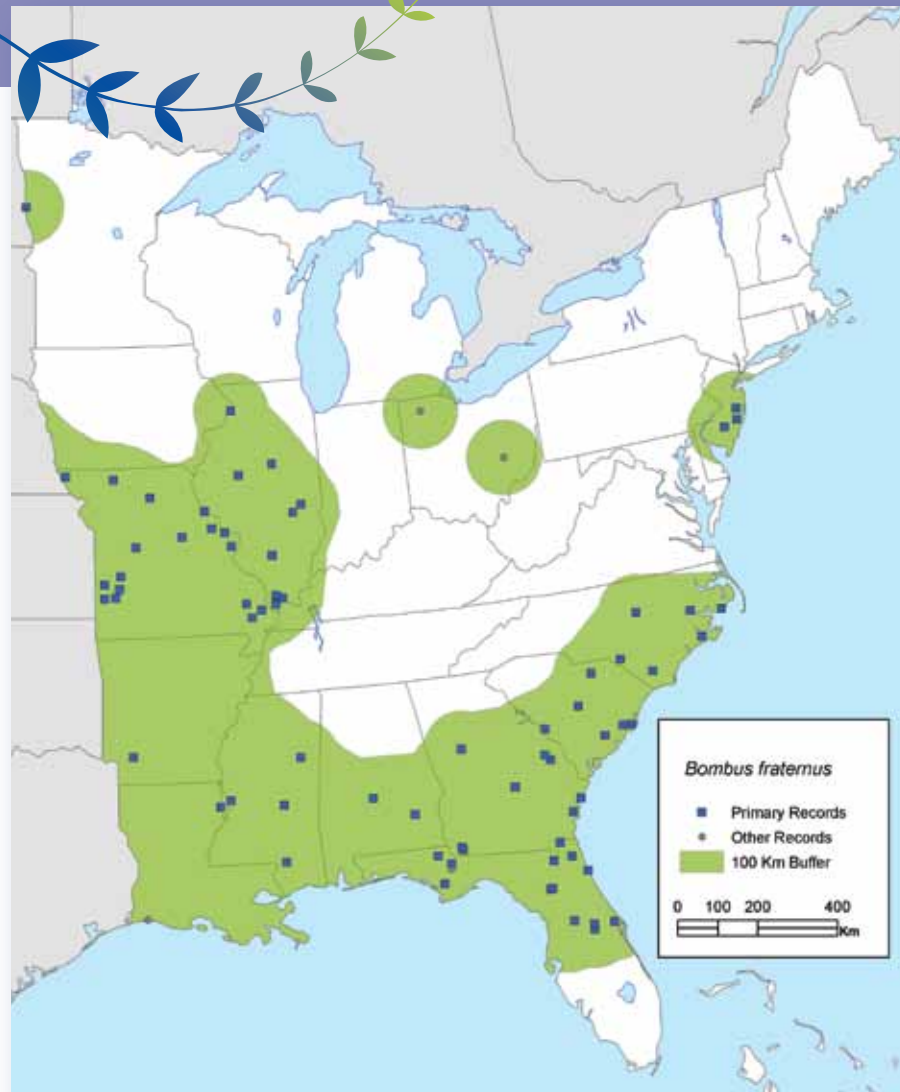 Bombus fraternus
Primary Records
Other Records
100 Km Buffer
0 100 200 400
Km